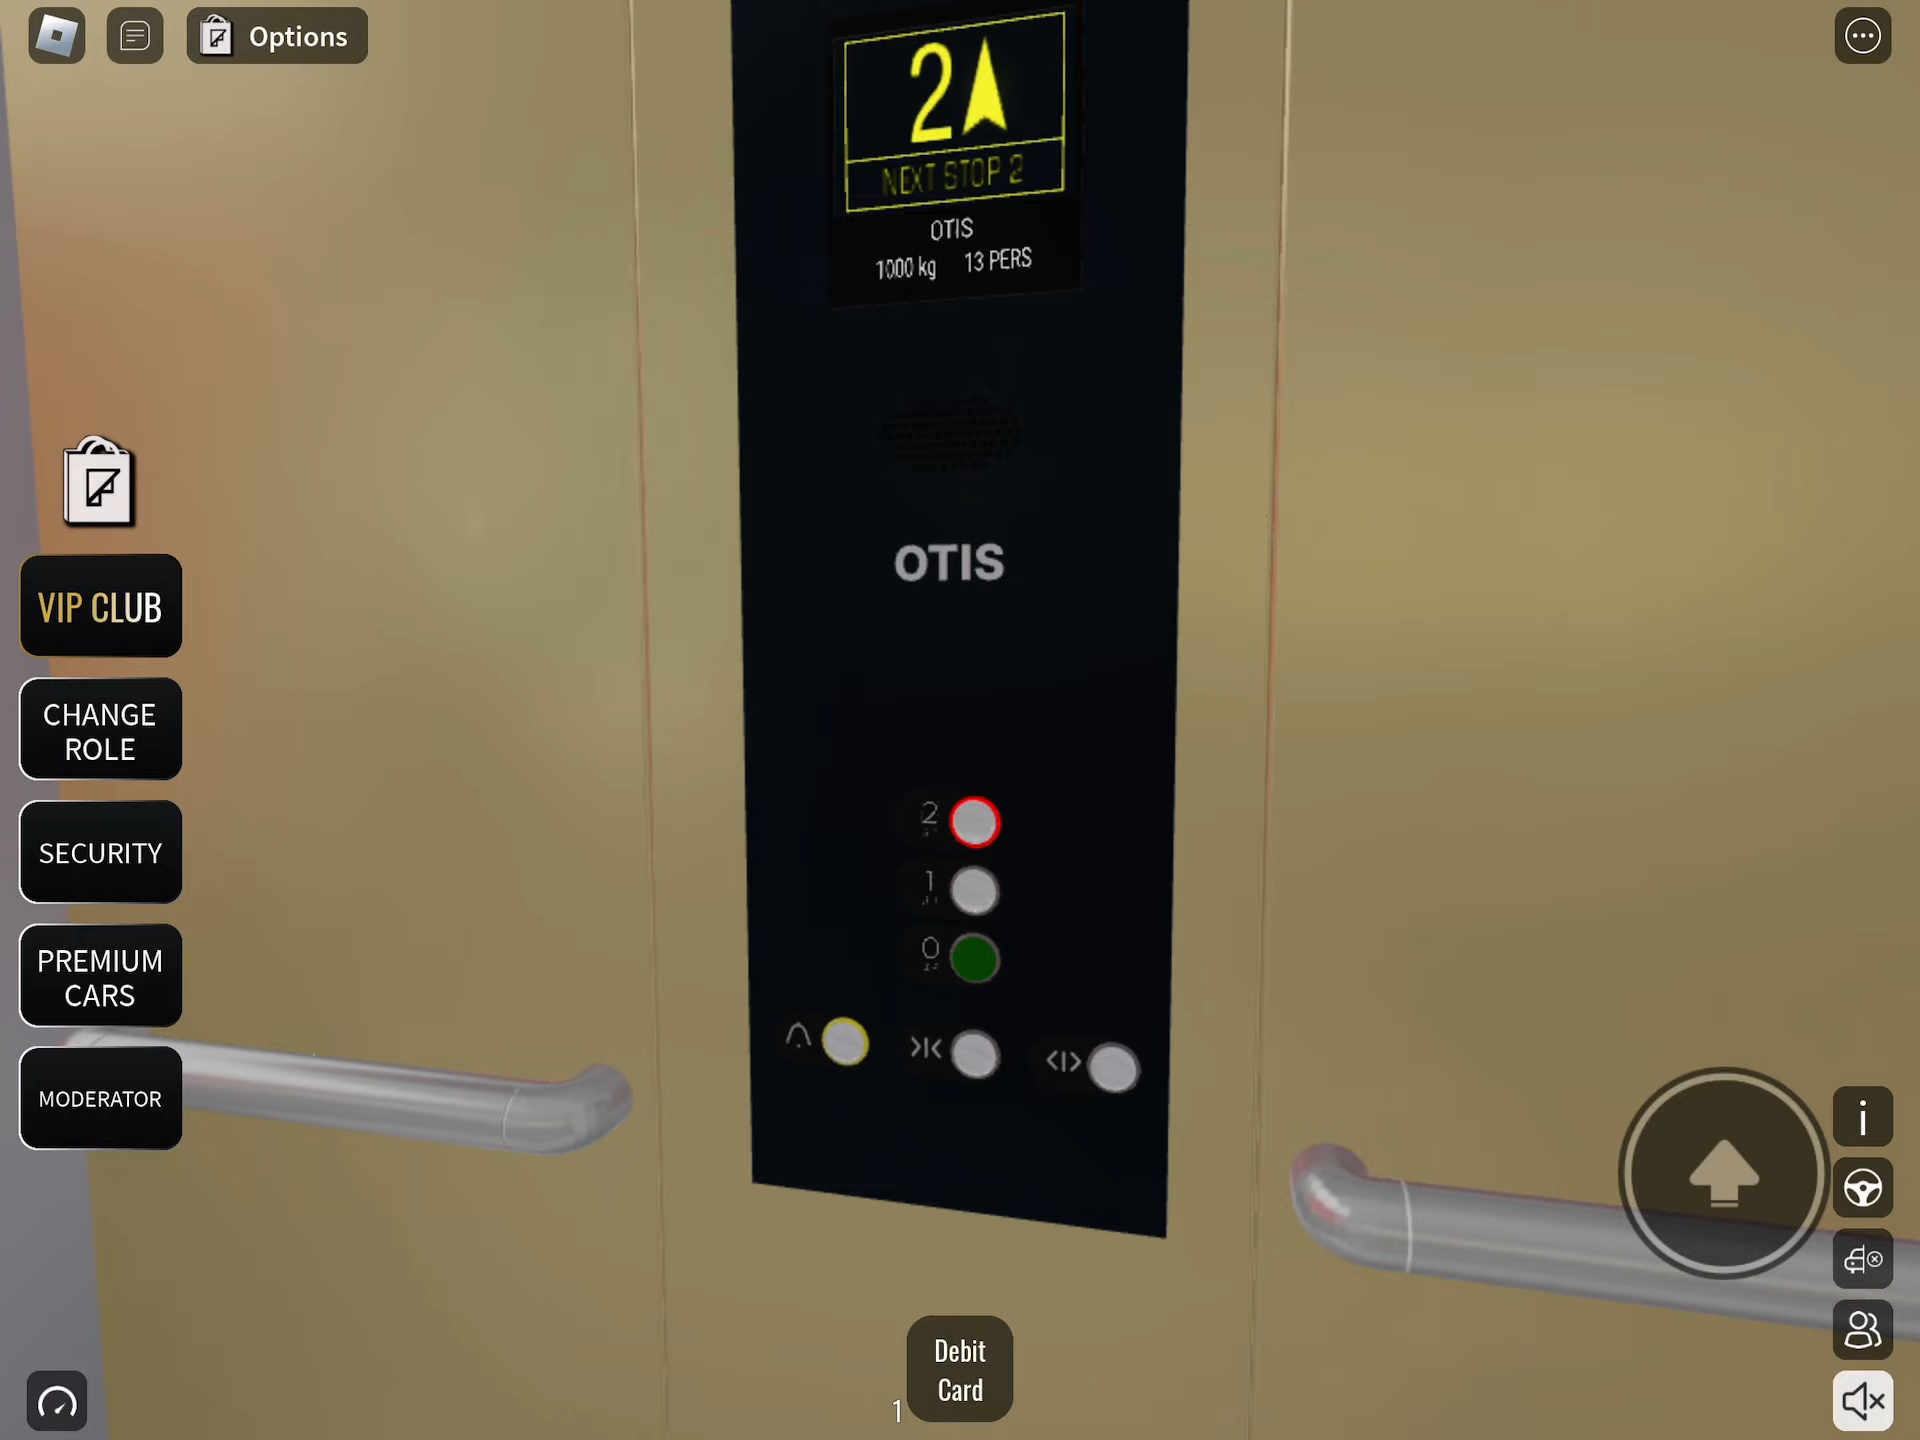 Options
2
NEXT STOP 2
OTIS
1000 kg 13 PERS
OTIS
VIP CLUB
CHANGE
ROLE
SECURITY
PREMIUM
CARS
MODERATOR
2
1
0
>|< <|>
i
Debit
Card
1